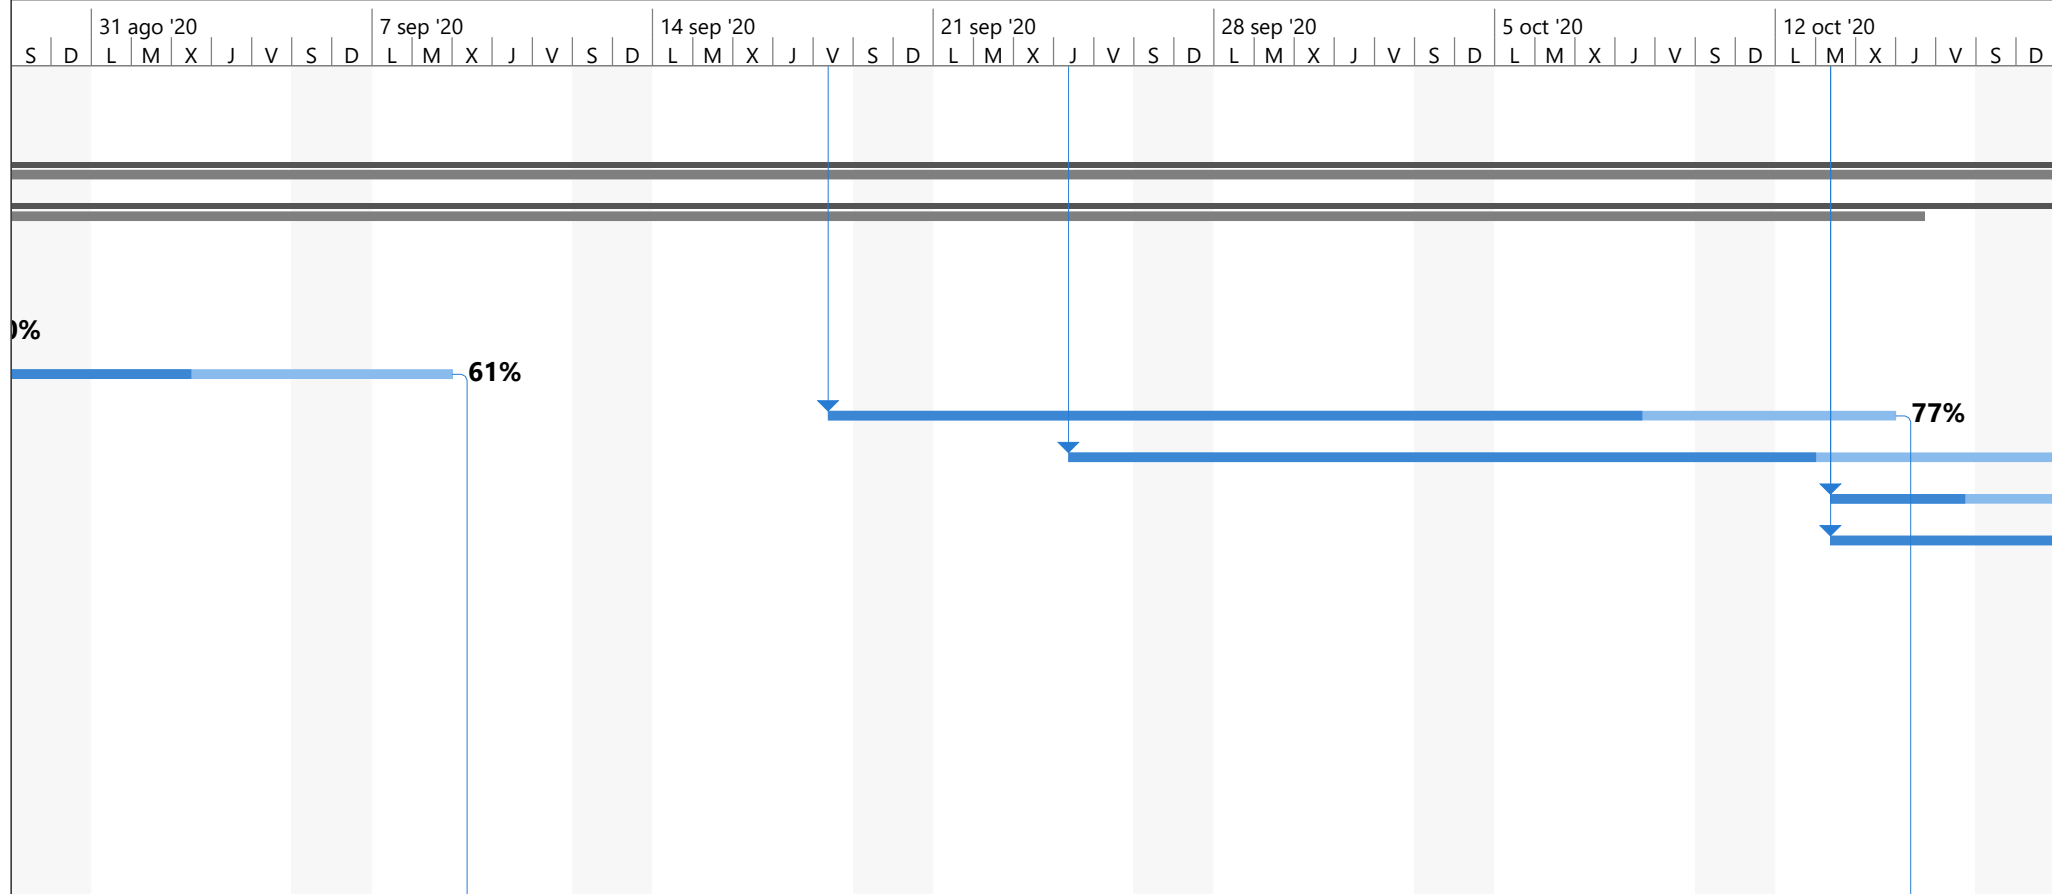 31 ago '20 7 sep '20 14 sep '20 21 sep '20 28 sep '20 5 oct '20 12 oct '20
S D L M X J V S D L M X J V S D L M X J V S D L M X J V S D L M X J V S D L M X J V S D L M X J V S D
%
61%
77%